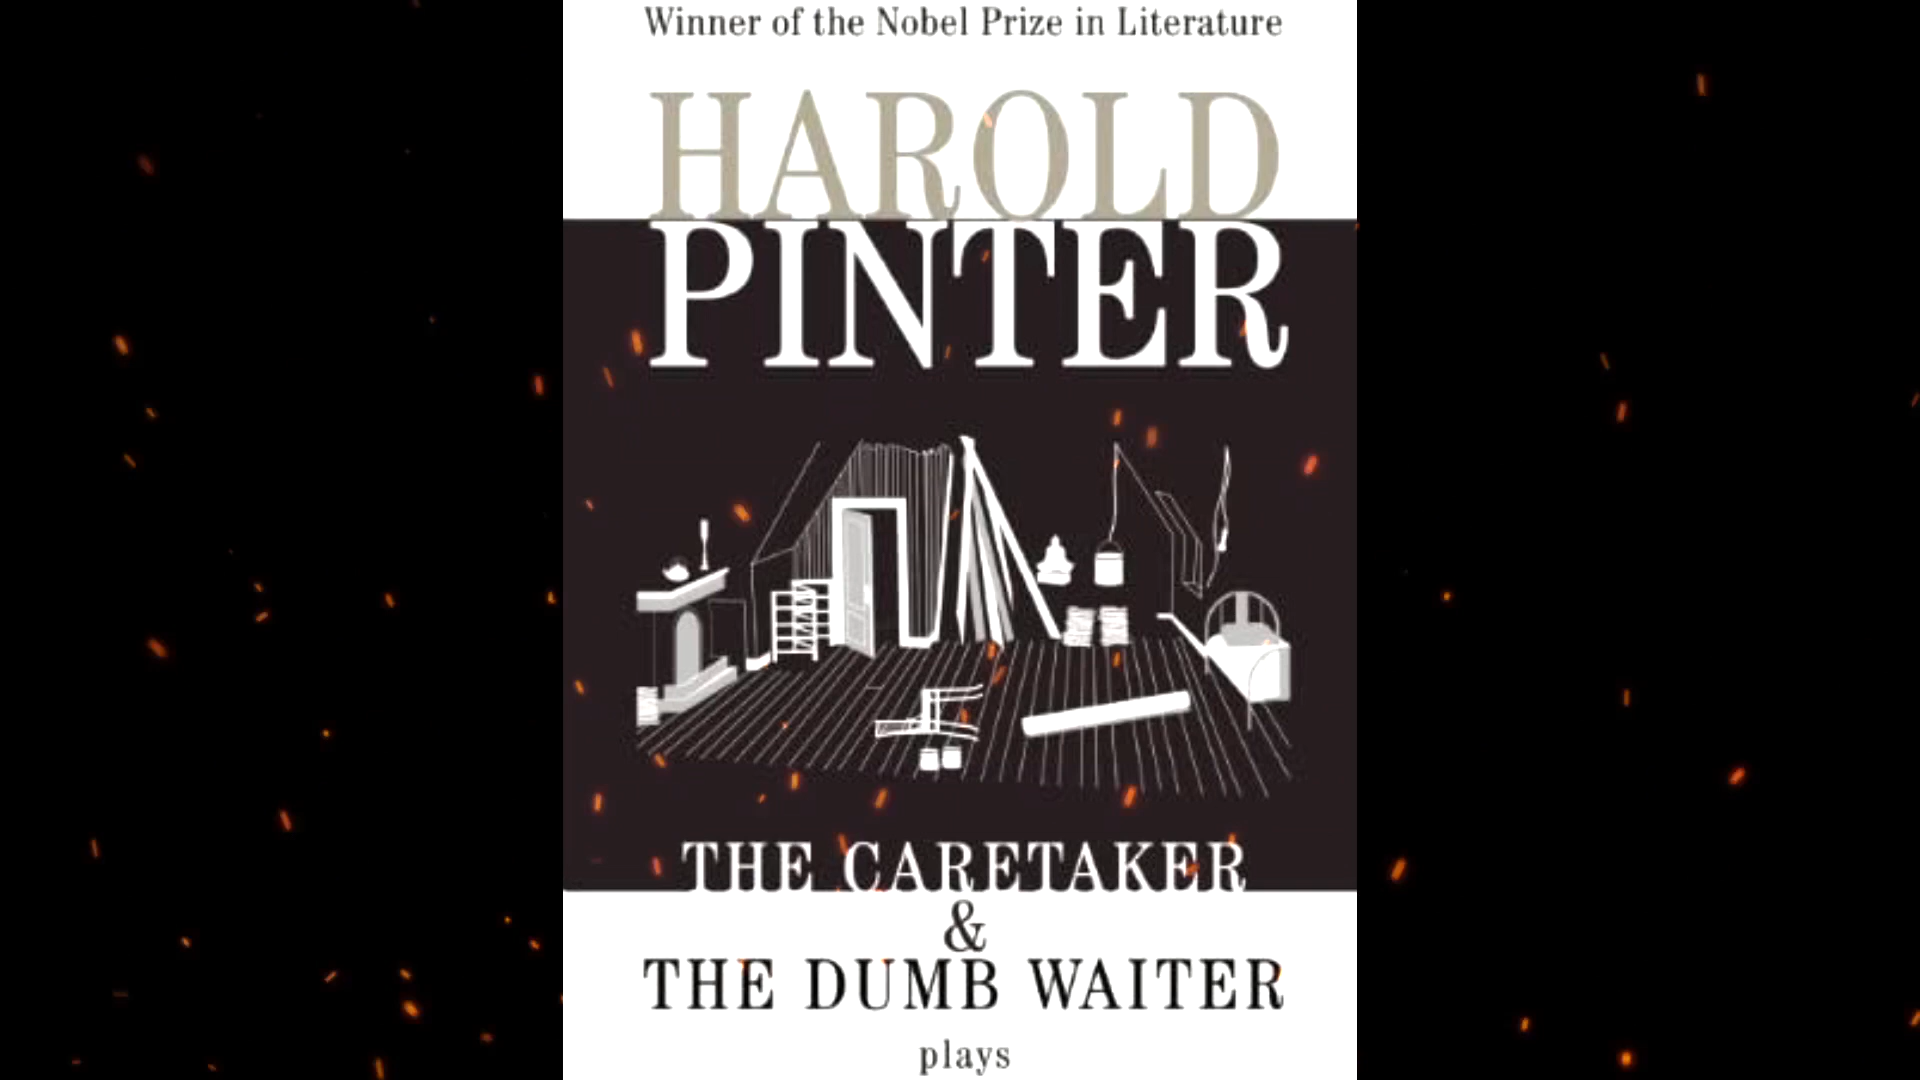 Winner of the Nobel Prize in Literature
HAROLD
PINTER
THE CARETAKER
&
THE DUMB WAITER
plays